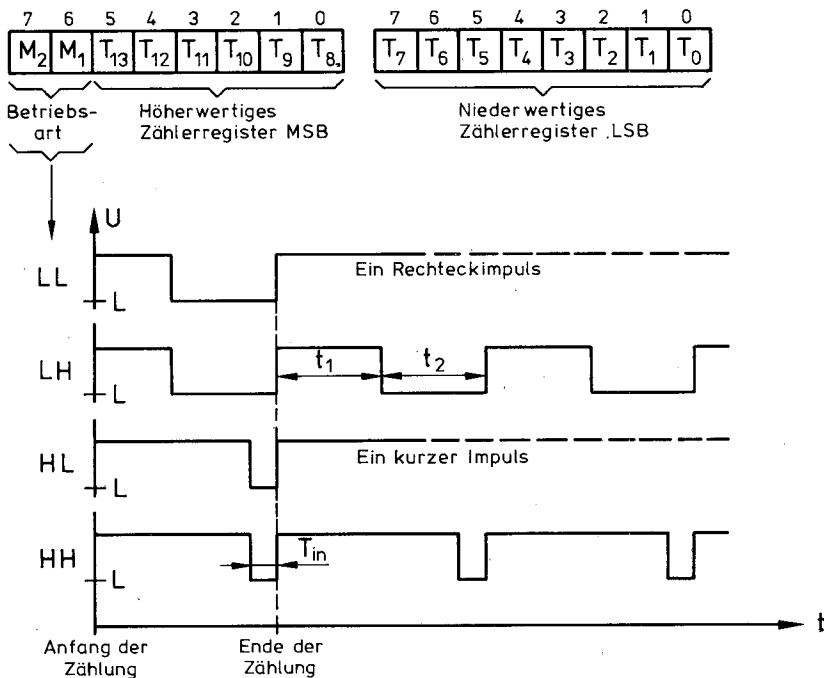 7 6 5 4 3 2 1 0 7 6 5 4 3 2 1 0
M₂ M₁ T₁₃ T₁₂ T₁₁ T₁₀ T₉ T₈ T₇ T₆ T₅ T₄ T₃ T₂ T₁ T₀
Betriebs-
art
Höherwertiges
Zählerregister MSB
Niederwertiges
Zählerregister LSB
U
LL
L
Ein Rechteckimpuls
LH
L
t₁ t₂
HL
L
Ein kurzer Impuls
HH
L
Tᵢₙ
t
Anfang der
Zählung
Ende der
Zählung